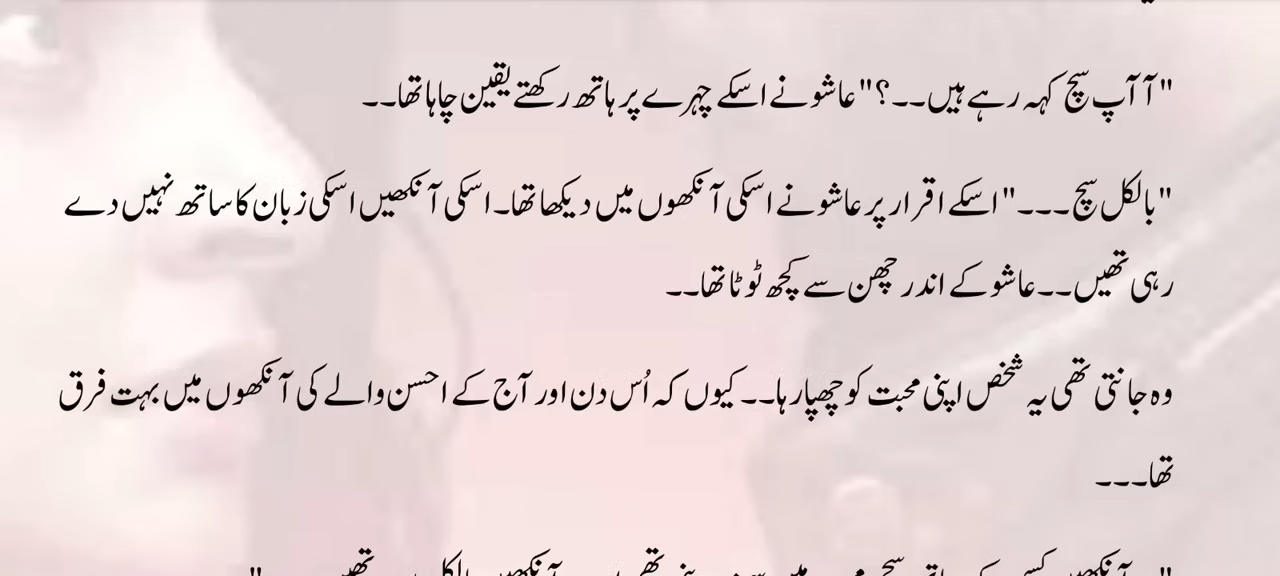 "آ آپ سچ کہہ رہے ہیں۔۔؟" عاشو نے اسکے چہرے پر ہاتھ رکھتے یقین چاہا تھا۔۔
"بالکل سچ۔۔۔" اسکے اقرار پر عاشو نے اسکی آنکھوں میں دیکھا تھا۔ اسکی آنکھیں اسکی زبان کا ساتھ نہیں دے
رہی تھیں۔۔ عاشو کے اندر چھن سے کچھ ٹوٹا تھا۔۔
وہ جانتی تھی یہ شخص اپنی محبت کو چھپا رہا۔۔ کیوں کہ اُس دن اور آج کے احسن والے کی آنکھوں میں بہت فرق
تھا۔۔۔